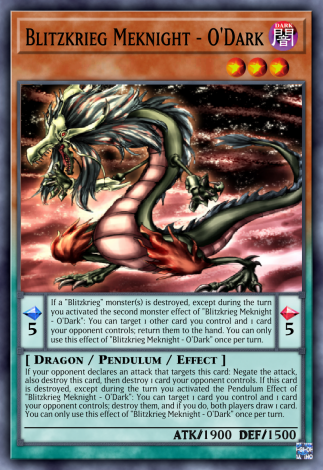 Blitzkrieg Meknight - O'Dark
DARK
闇
If a "Blitzkrieg" monster(s) is destroyed, except during the turn
you activated the second monster effect of "Blitzkrieg Meknight
- O'Dark": You can target 1 other card you control and 1 card
your opponent controls; return them to the hand. You can only
use this effect of "Blitzkrieg Meknight - O'Dark" once per turn.
5
5
[ Dragon / Pendulum / Effect ]
If your opponent declares an attack that targets this card: Negate the attack,
also destroy this card, then destroy 1 card your opponent controls. If this card
is destroyed, except during the turn you activated the Pendulum Effect of
"Blitzkrieg Meknight - O'Dark": You can target 1 card you control and 1 card
your opponent controls; destroy them, and if you do, both players draw 1 card.
You can only use this effect of "Blitzkrieg Meknight - O'Dark" once per turn.
ATK/1900 DEF/1500